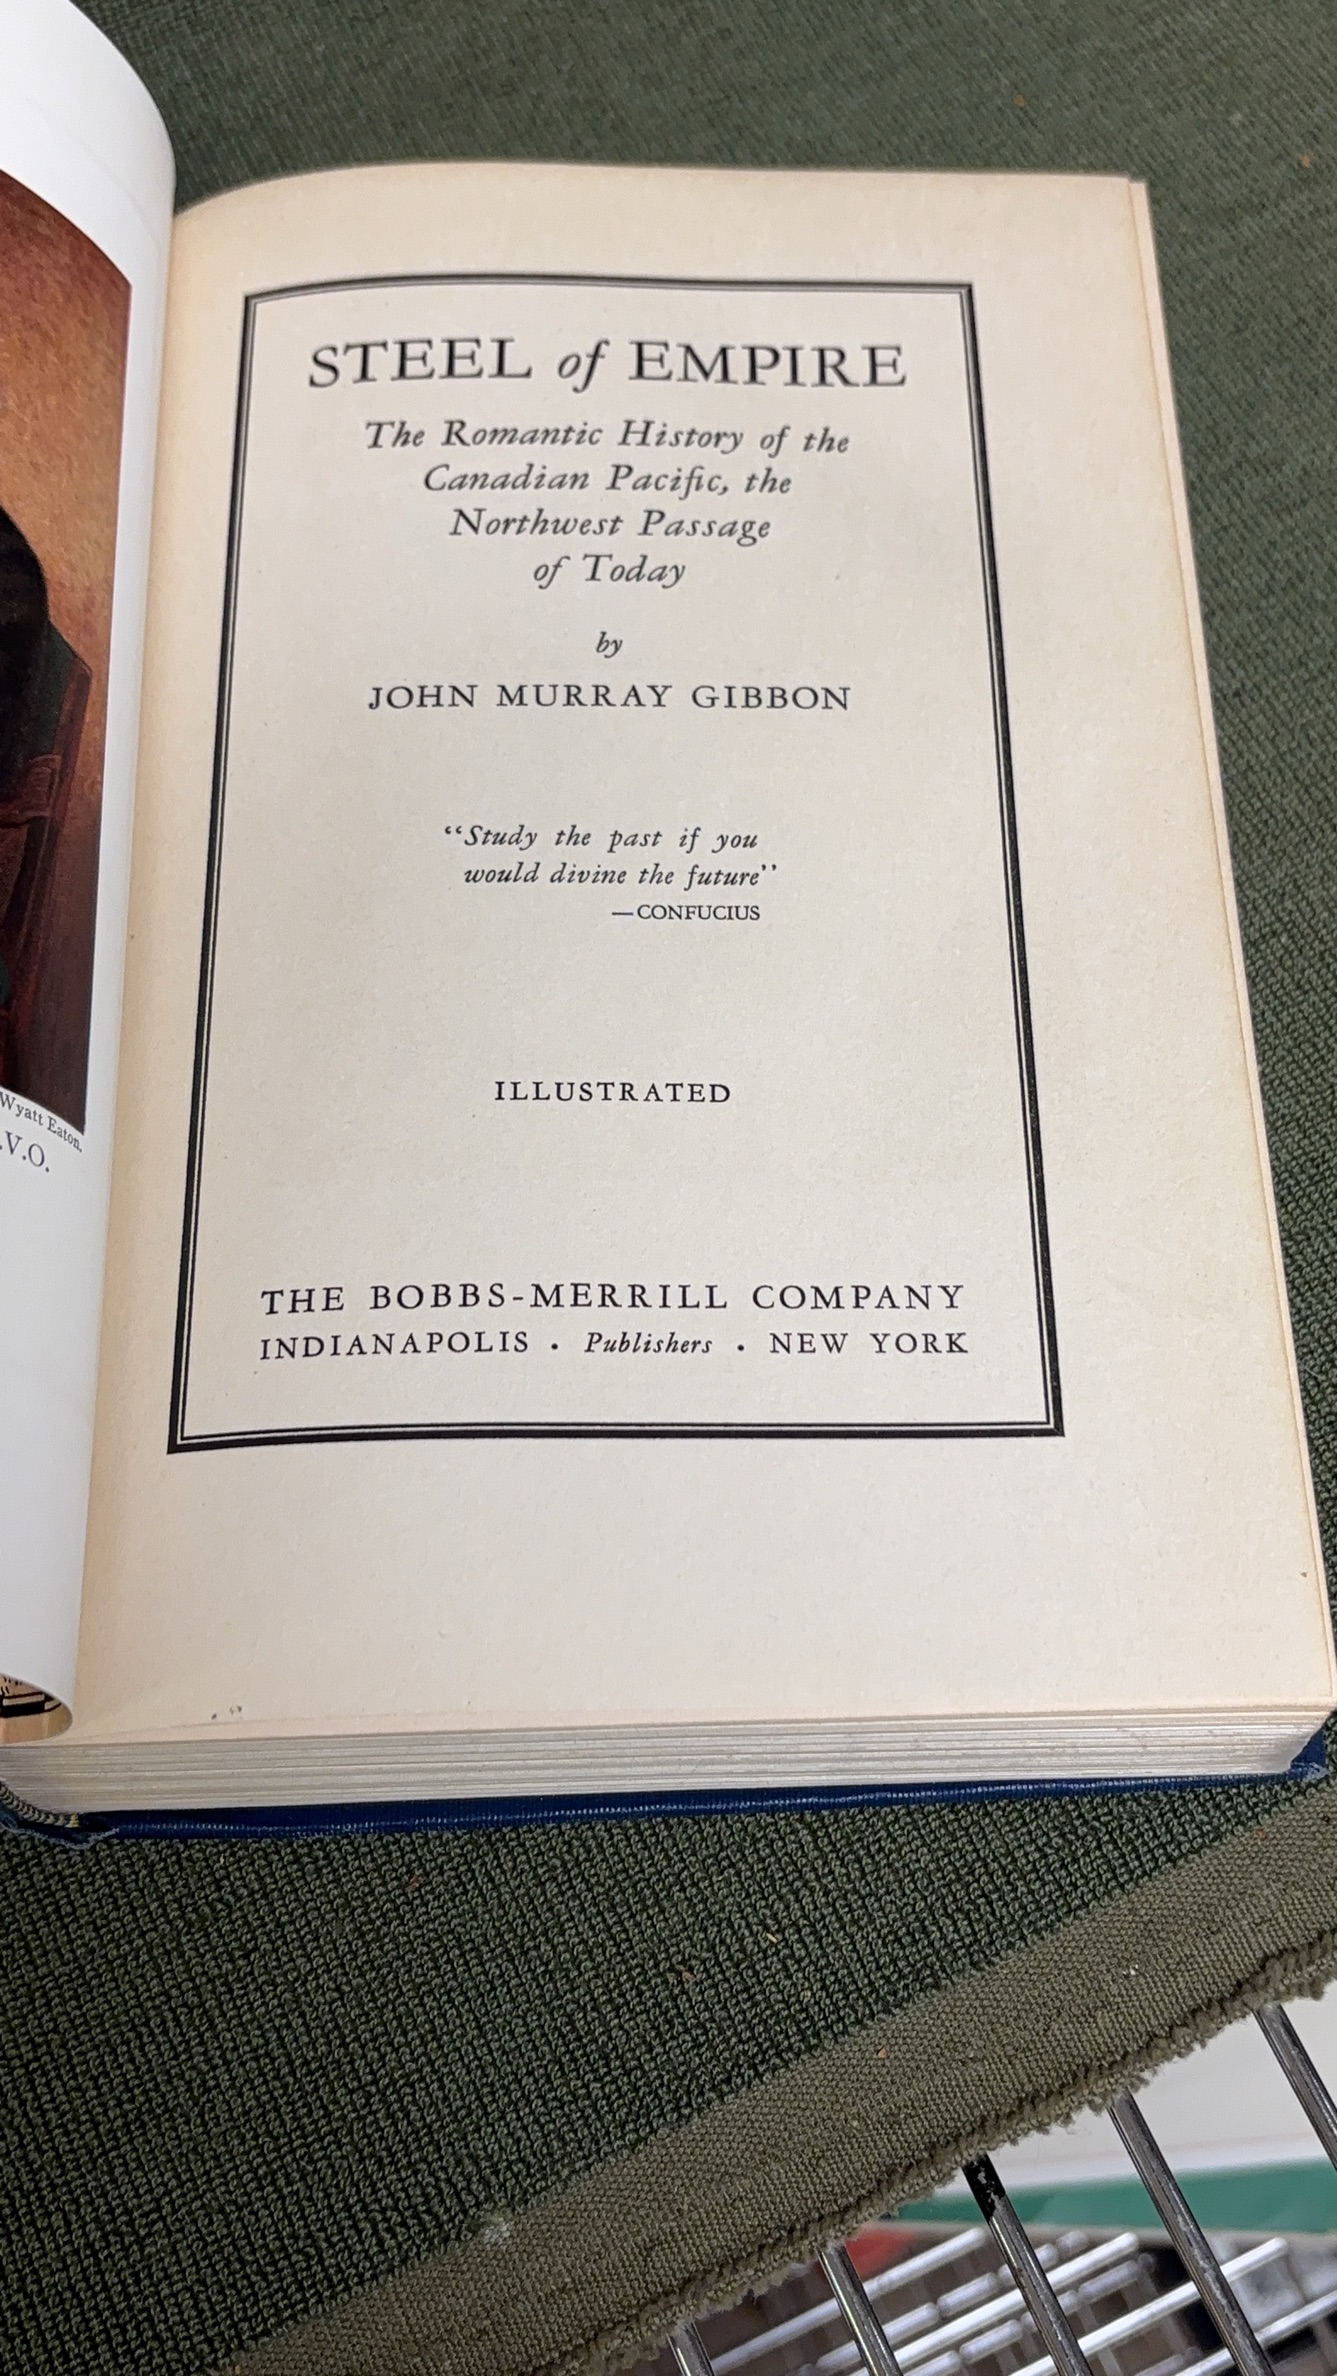 Wyatt Eaton.
.V.O.
STEEL of EMPIRE
The Romantic History of the
Canadian Pacific, the
Northwest Passage
of Today
by
JOHN MURRAY GIBBON
“Study the past if you
would divine the future”
—CONFUCIUS
ILLUSTRATED
THE BOBBS-MERRILL COMPANY
INDIANAPOLIS · Publishers · NEW YORK